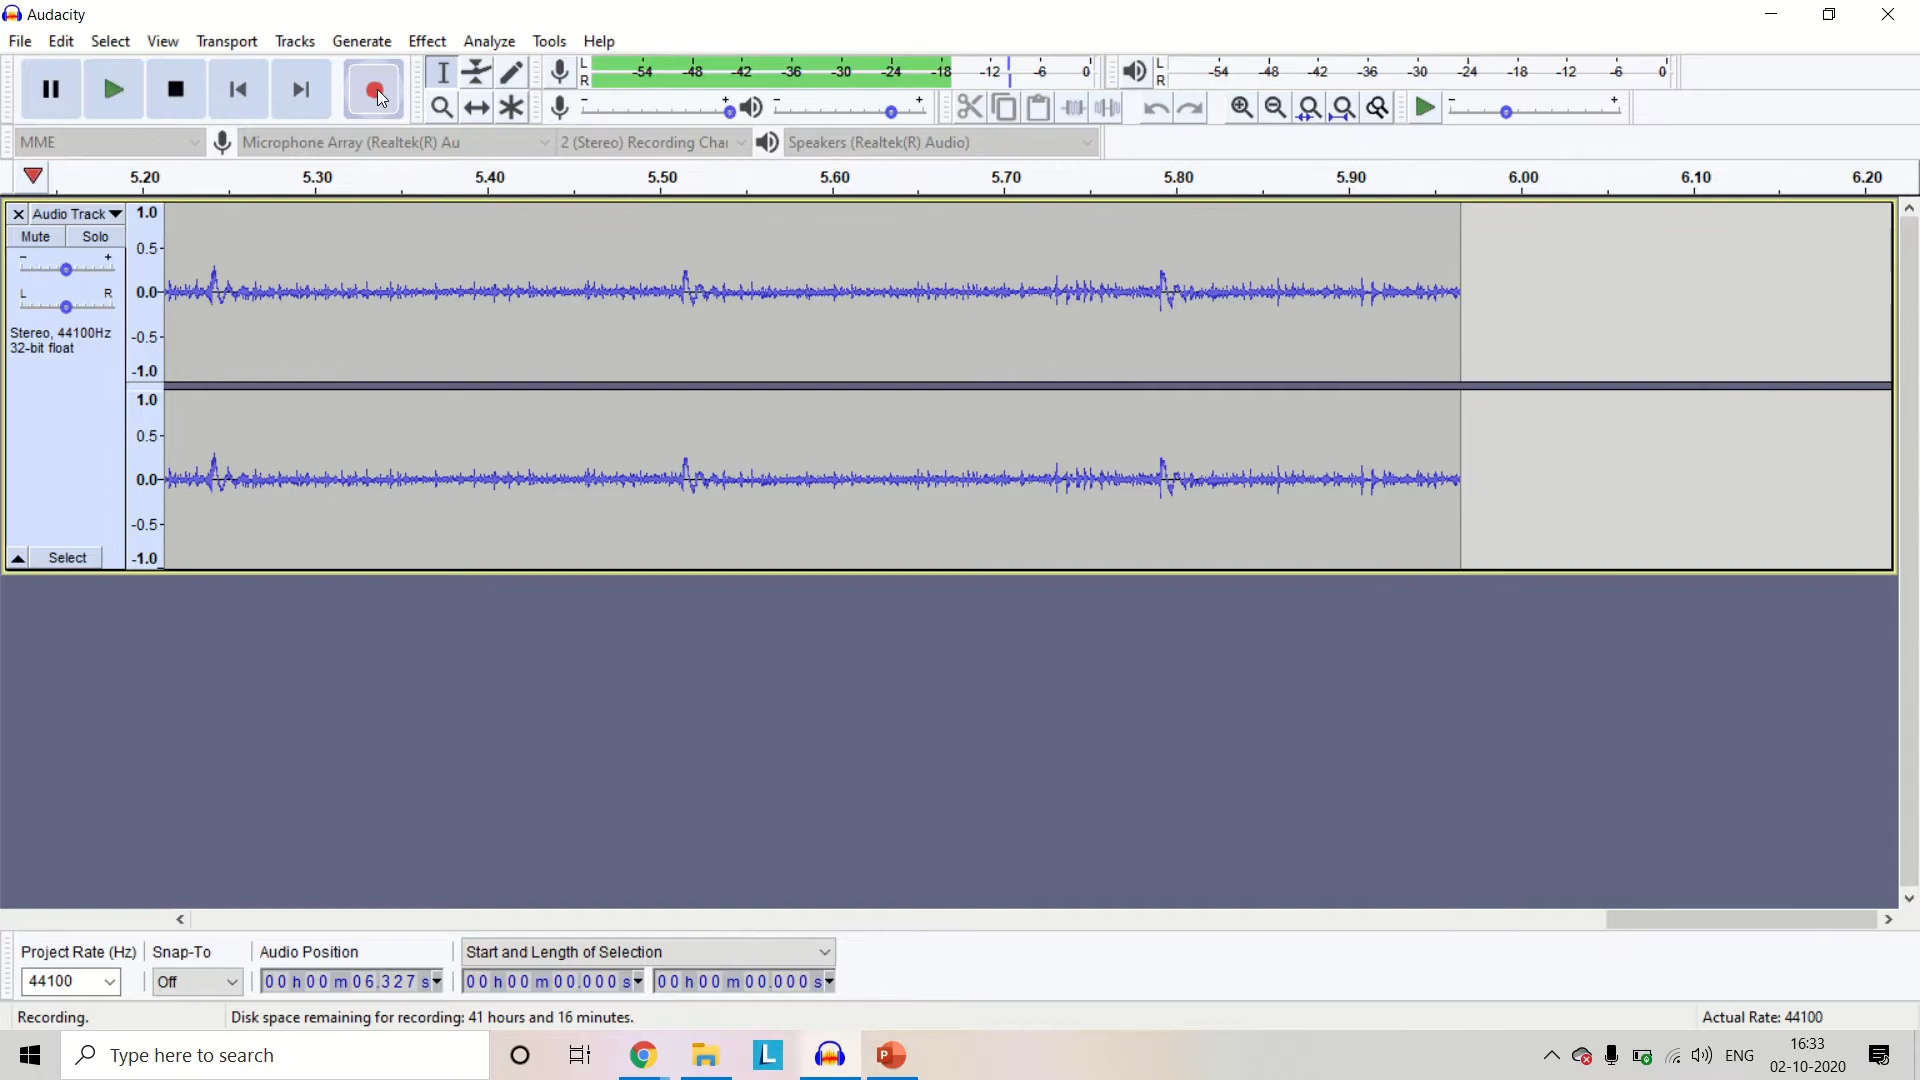 Audacity
File Edit Select View Transport Tracks Generate Effect Analyze Tools Help
L -54 -48 -42 -36 -30 -24 -18 -12 -6 0 L -54 -48 -42 -36 -30 -24 -18 -12 -6 0
R R
- + - + - +
MME Microphone Array (Realtek(R) Au 2 (Stereo) Recording Chai Speakers (Realtek(R) Audio)
5.20 5.30 5.40 5.50 5.60 5.70 5.80 5.90 6.00 6.10 6.20
Audio Track 1.0
Mute Solo
0.5
- +
L R 0.0
Stereo, 44100Hz -0.5
32-bit float
-1.0
1.0
0.5
0.0
-0.5
Select -1.0
Project Rate (Hz) Snap-To Audio Position Start and Length of Selection
44100 Off 00 h 00 m 06.327 s 00 h 00 m 00.000 s 00 h 00 m 00.000 s
Recording. Disk space remaining for recording: 41 hours and 16 minutes. Actual Rate: 44100
Type here to search L P ENG 16:33
02-10-2020